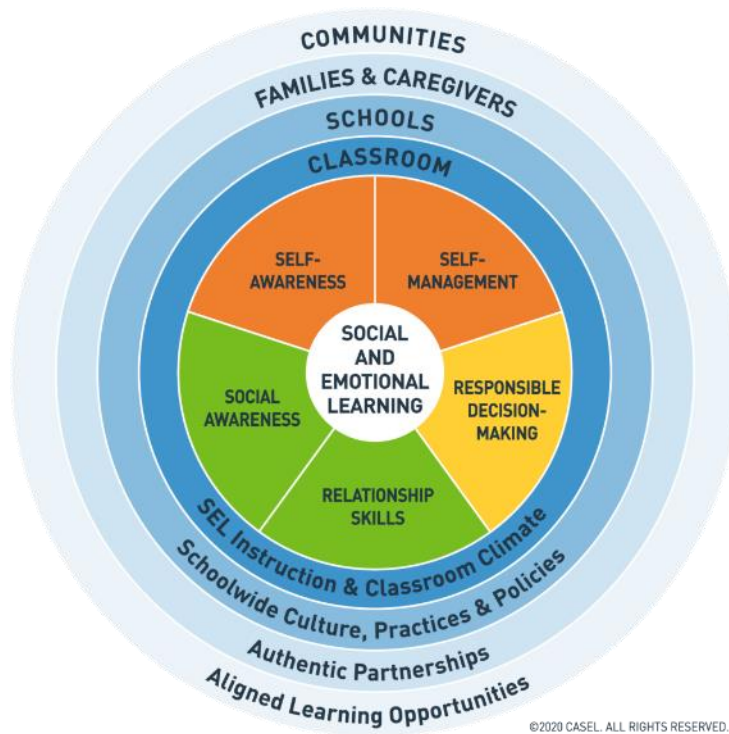 COMMUNITIES
FAMILIES & CAREGIVERS
SCHOOLS
CLASSROOM
SELF-
AWARENESS
SELF-
MANAGEMENT
SOCIAL
AND
EMOTIONAL
LEARNING
SOCIAL
AWARENESS
RESPONSIBLE
DECISION-
MAKING
RELATIONSHIP
SKILLS
SEL Instruction & Classroom Climate
Schoolwide Culture, Practices & Policies
Authentic Partnerships
Aligned Learning Opportunities
©2020 CASEL. ALL RIGHTS RESERVED.